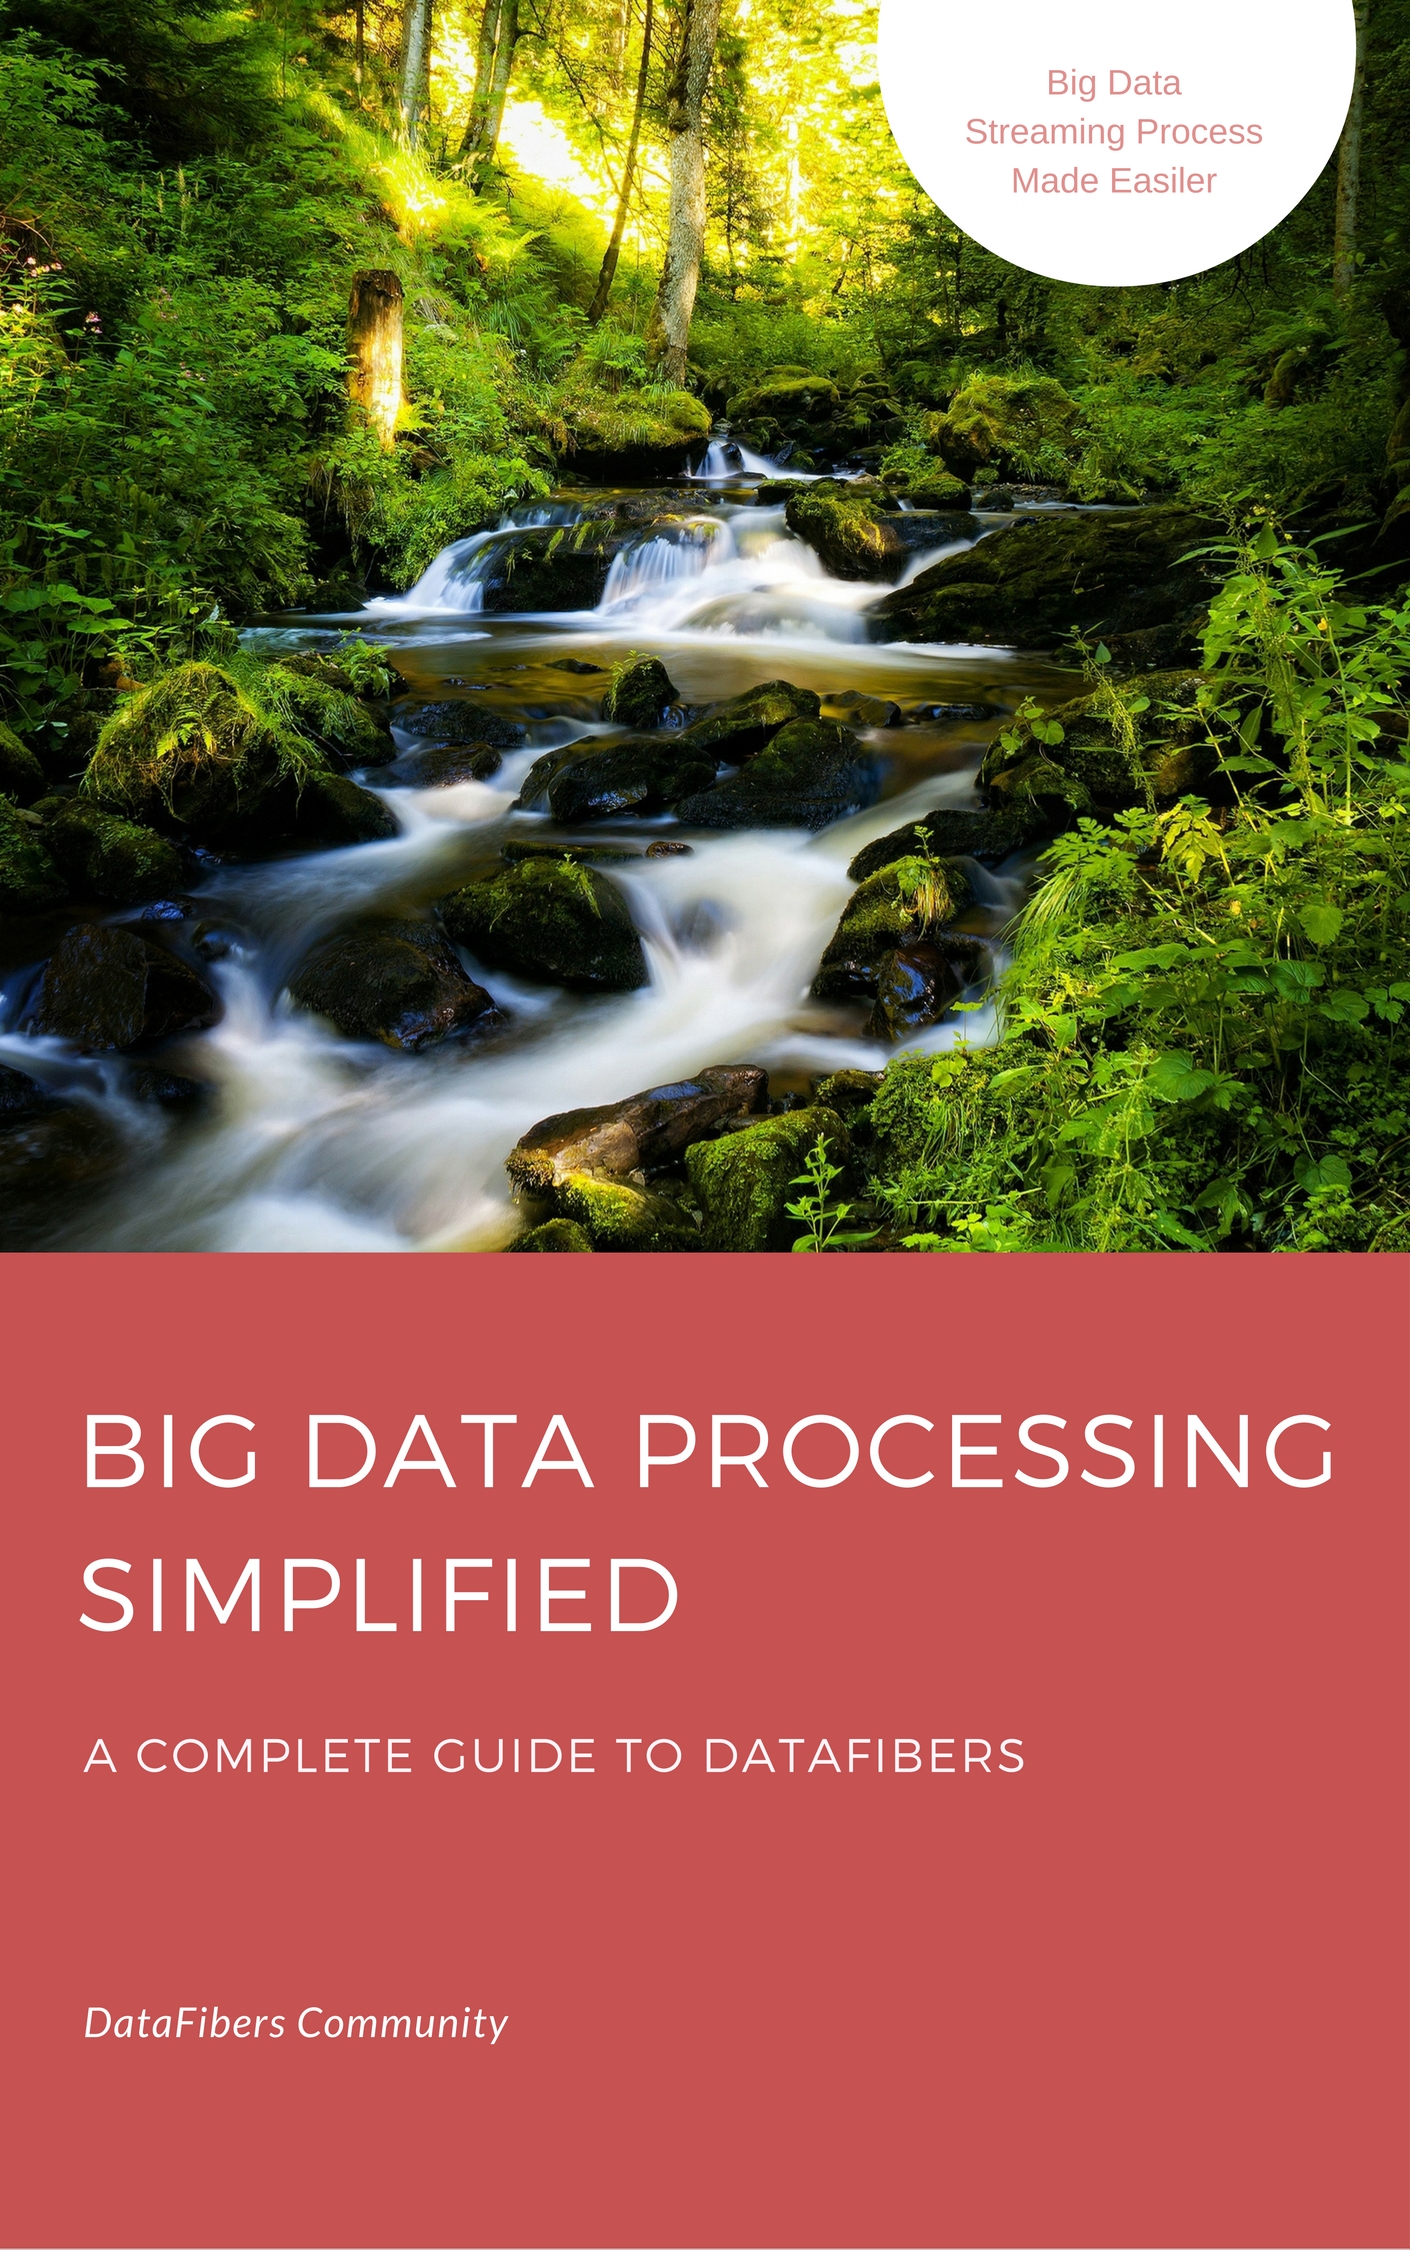 Big Data
Streaming Process
Made Easiler
BIG DATA PROCESSING
SIMPLIFIED
A COMPLETE GUIDE TO DATAFIBERS
DataFibers Community